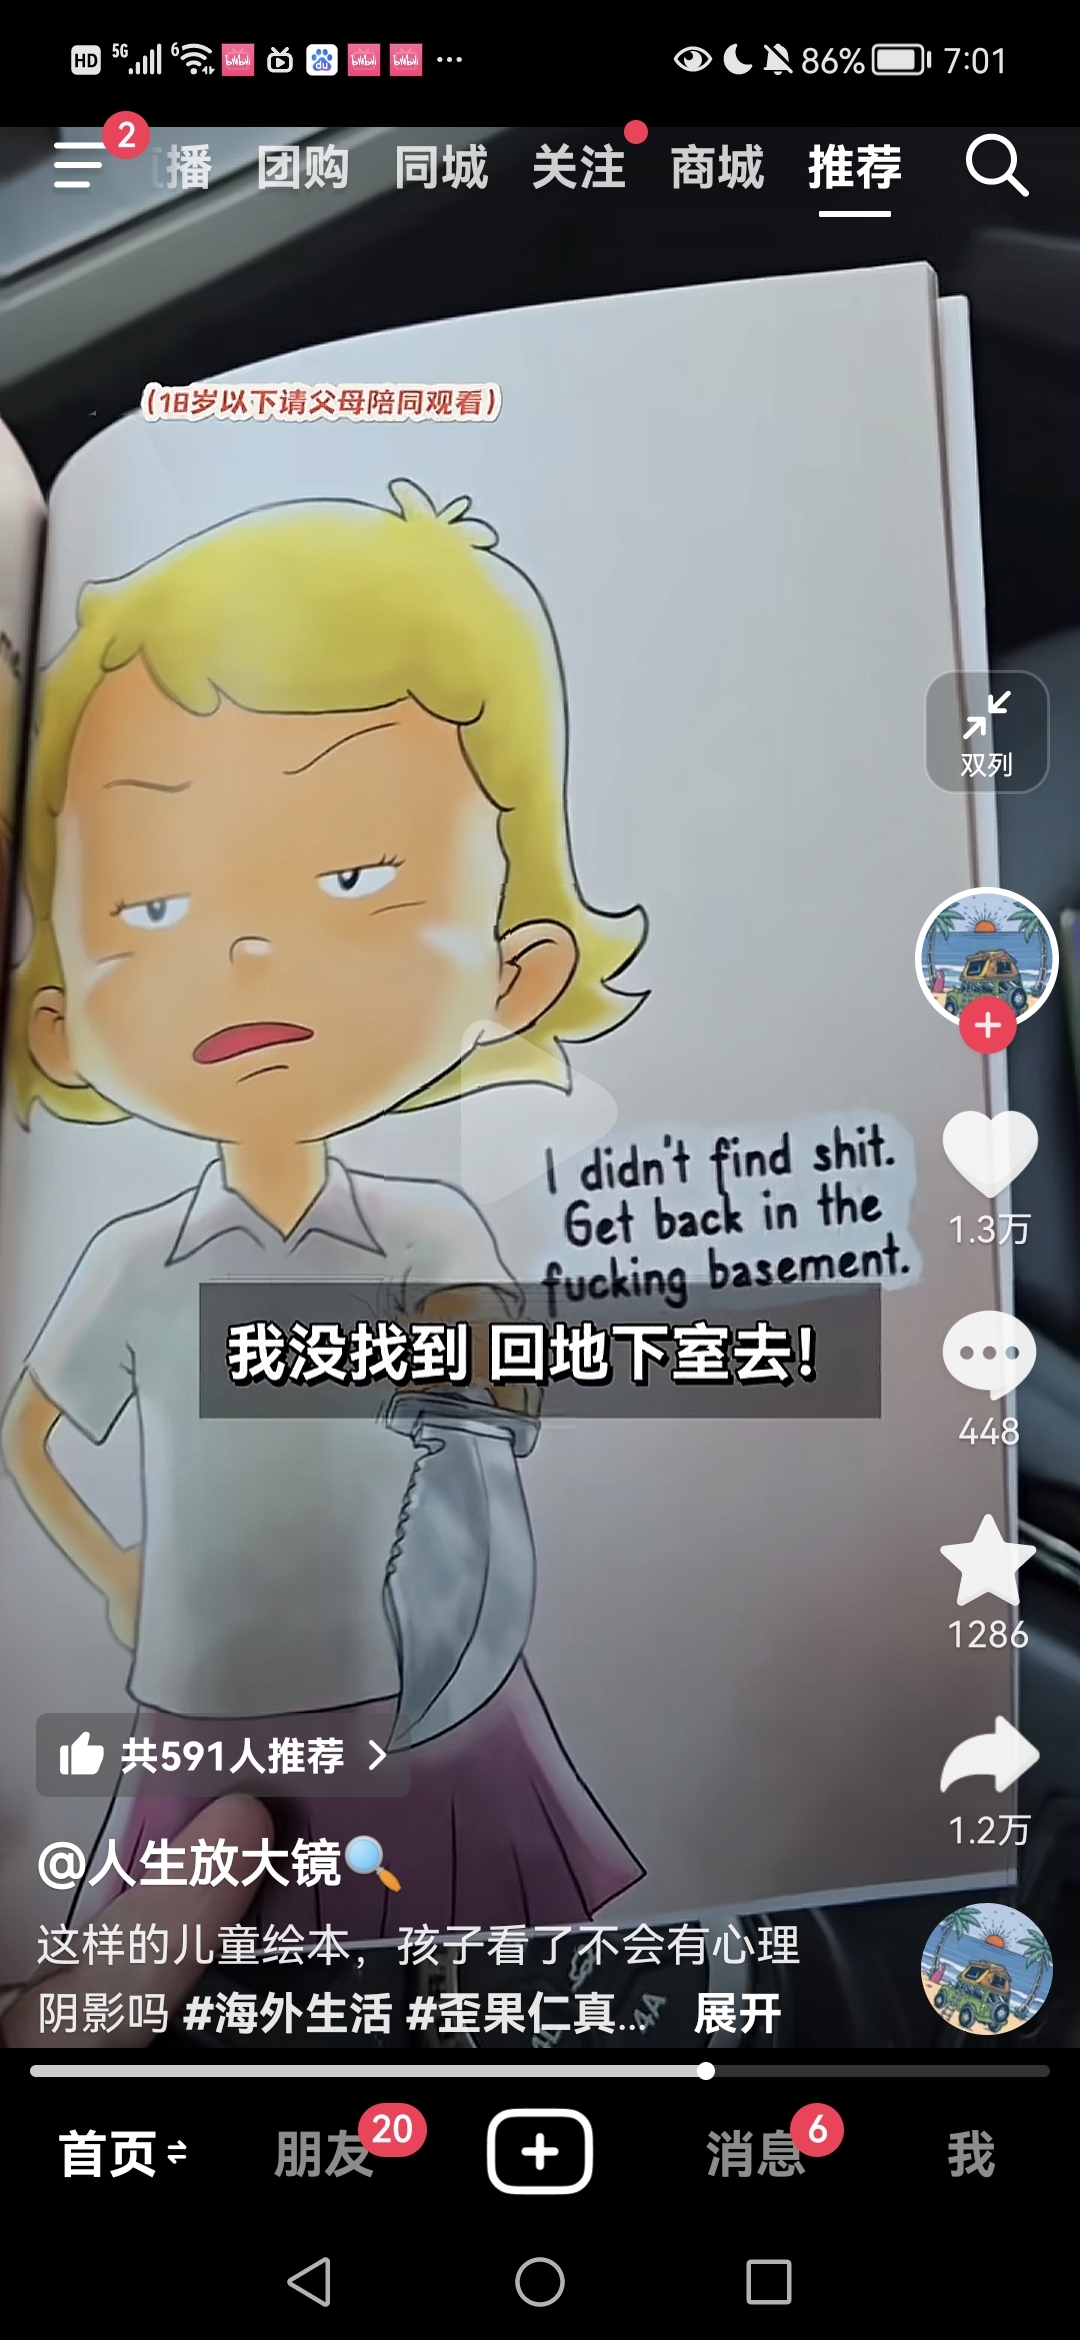 HD 5G 6 86% 7:01
2
播 团购 同城 关注 商城 推荐
(18岁以下请父母陪同观看)
双列
I didn't find shit.
Get back in the
fucking basement.
1.3万
我没找到 回地下室去!
448
1286
共591人推荐
1.2万
@人生放大镜
这样的儿童绘本，孩子看了不会有心理
阴影吗 #海外生活 #歪果仁真... 展开
首页 朋友 20 消息 6 我